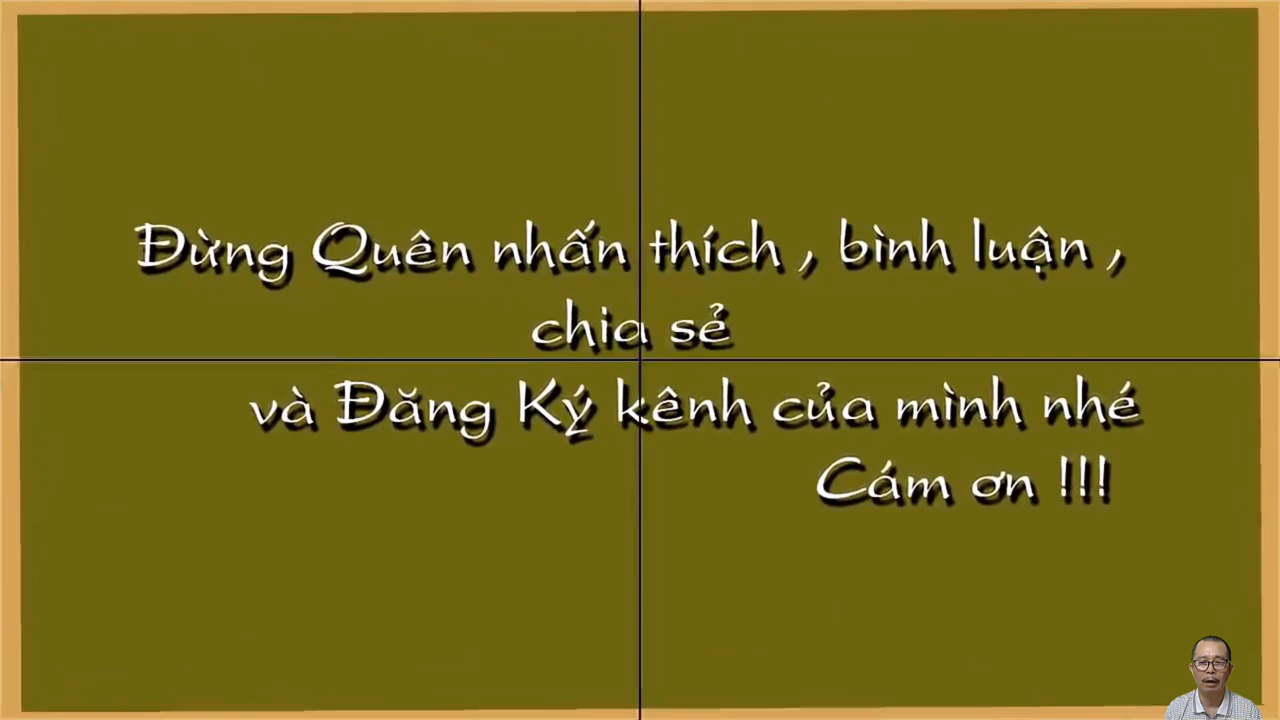 Đừng Quên nhấn thích , bình luận ,
chia sẻ
và Đăng Ký kênh của mình nhé
Cám ơn !!!